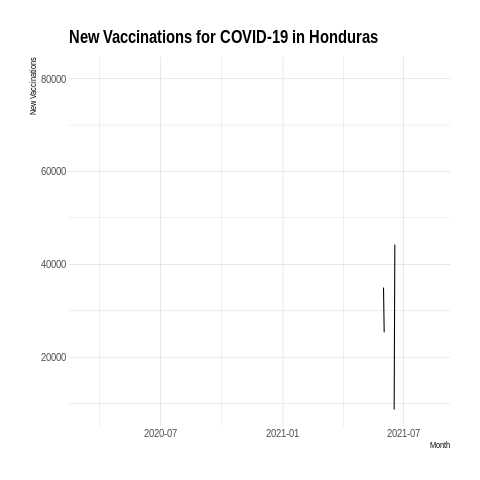 New Vaccinations for COVID-19 in Honduras
New Vaccinations
80000
60000
40000
20000
2020-07
2021-01
2021-07
Month